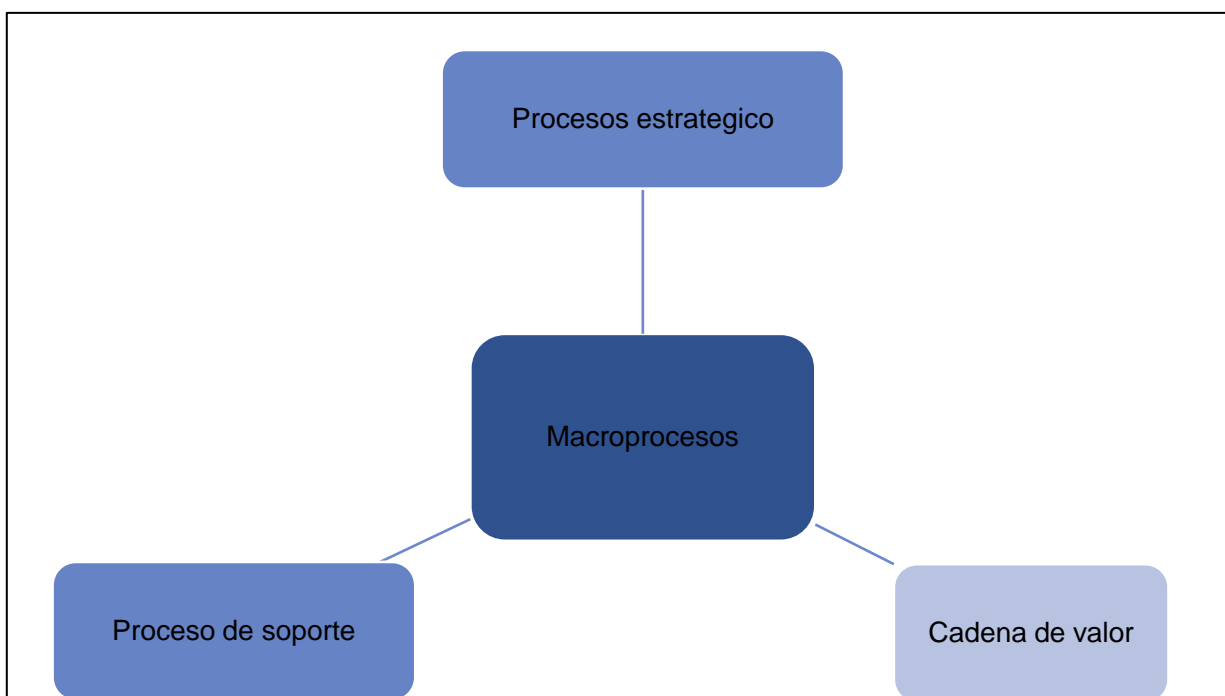 Procesos estrategico
Macroprocesos
Proceso de soporte
Cadena de valor